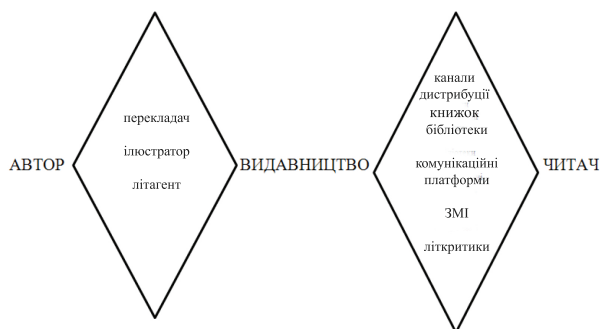 АВТОР
перекладач
ілюстратор
літагент
ВИДАВНИЦТВО
канали
дистрибуції
книжок
бібліотеки
комунікаційні
платформи
ЗМІ
літкритики
ЧИТАЧ